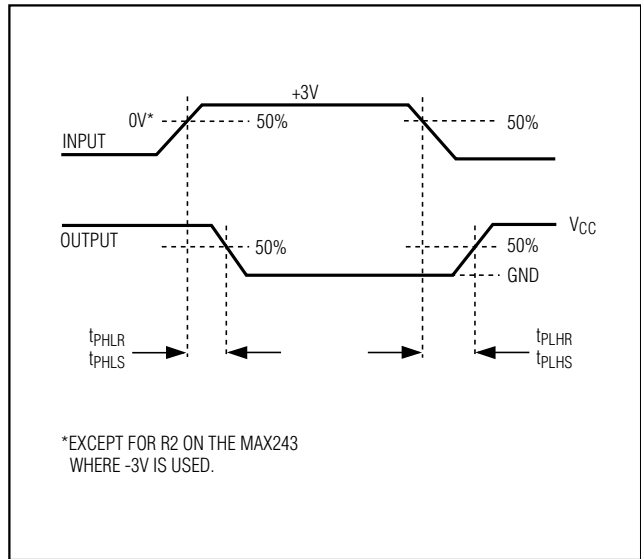 +3V
0V*
50%
50%
INPUT
VCC
OUTPUT
50%
50%
GND
tPHLR
tPHLS
tPLHR
tPLHS
*EXCEPT FOR R2 ON THE MAX243
WHERE -3V IS USED.